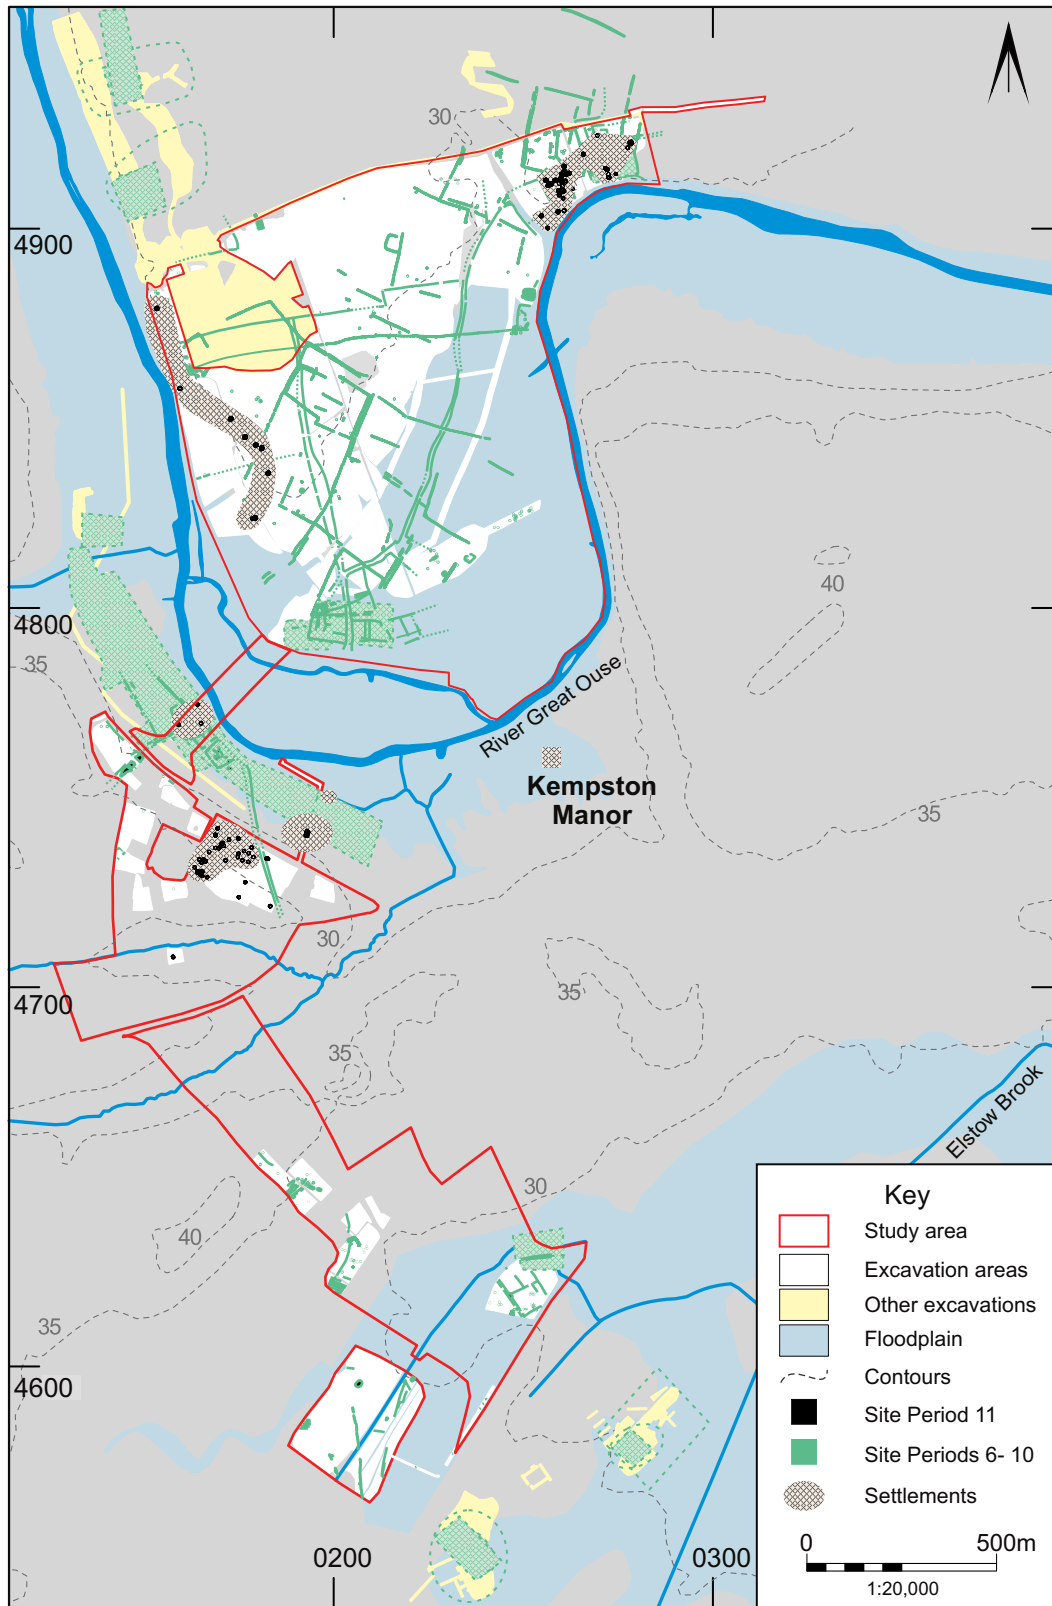 30
4900
40
4800
35
River Great Ouse
Kempston
Manor
35
30
35
4700
35
Elstow Brook
30
40
35
4600
0200
0300
Key
Study area
Excavation areas
Other excavations
Floodplain
Contours
Site Period 11
Site Periods 6- 10
Settlements
0
500m
1:20,000